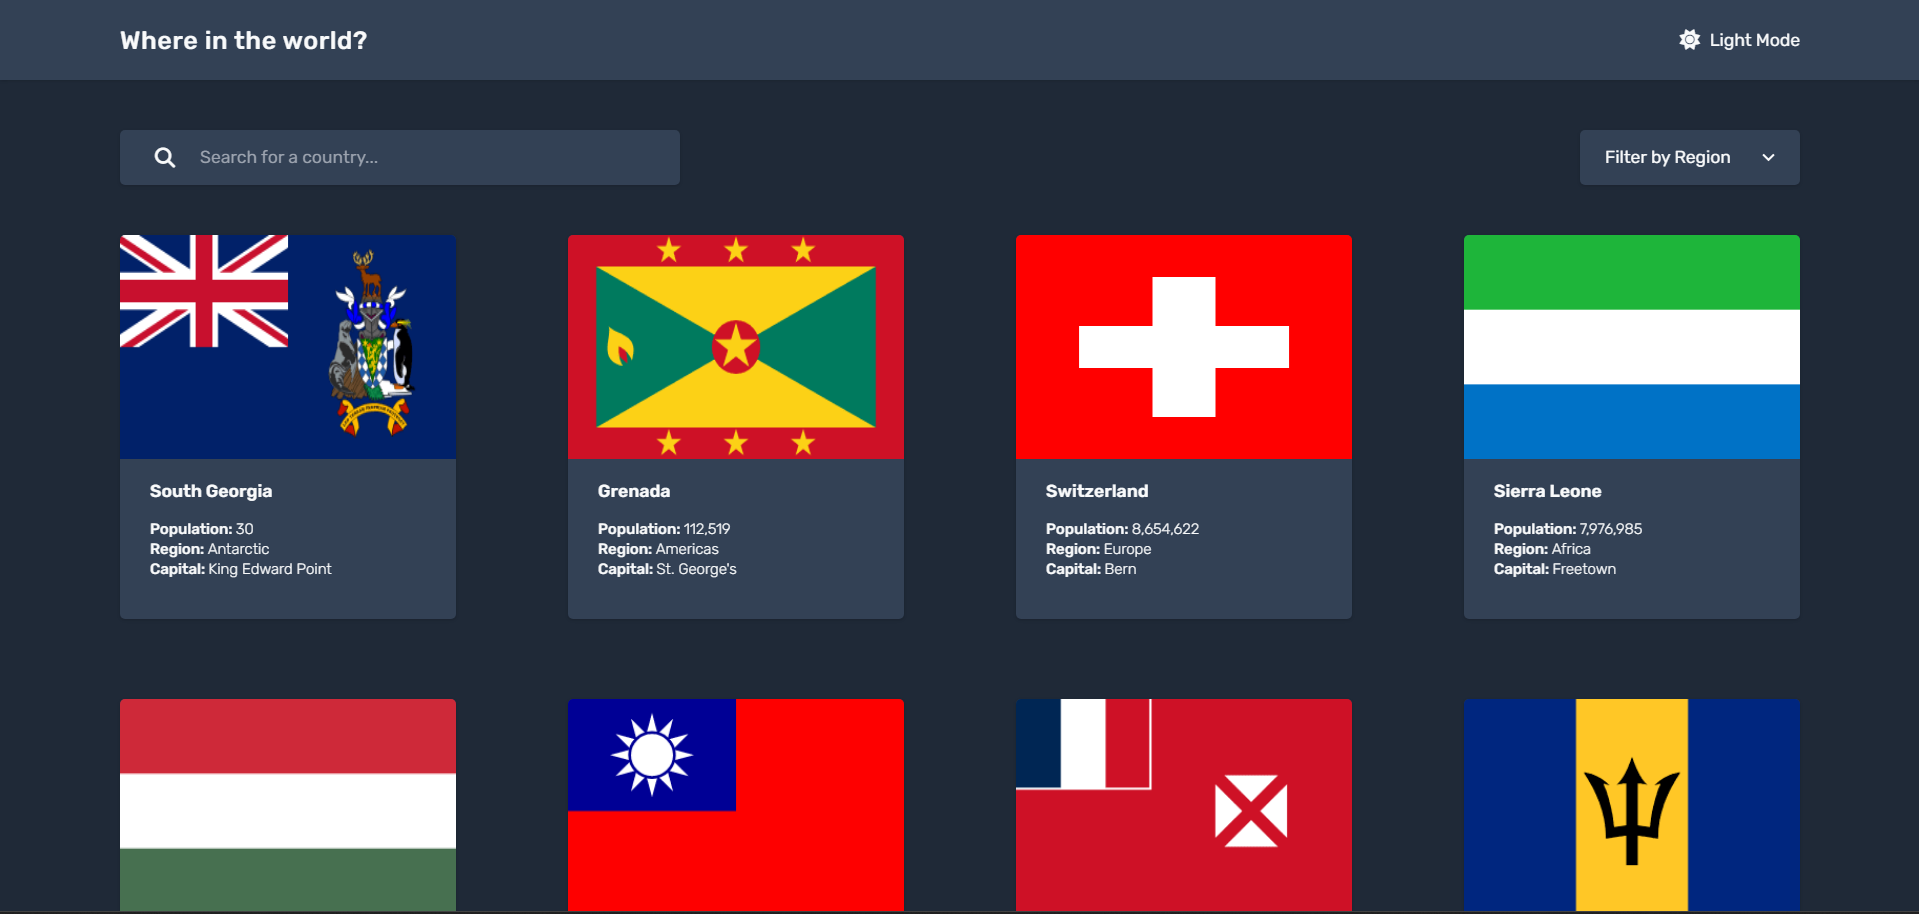 Where in the world?
Light Mode
Search for a country...
Filter by Region
South Georgia
Population: 30
Region: Antarctic
Capital: King Edward Point
Grenada
Population: 112,519
Region: Americas
Capital: St. George's
Switzerland
Population: 8,654,622
Region: Europe
Capital: Bern
Sierra Leone
Population: 7,976,985
Region: Africa
Capital: Freetown